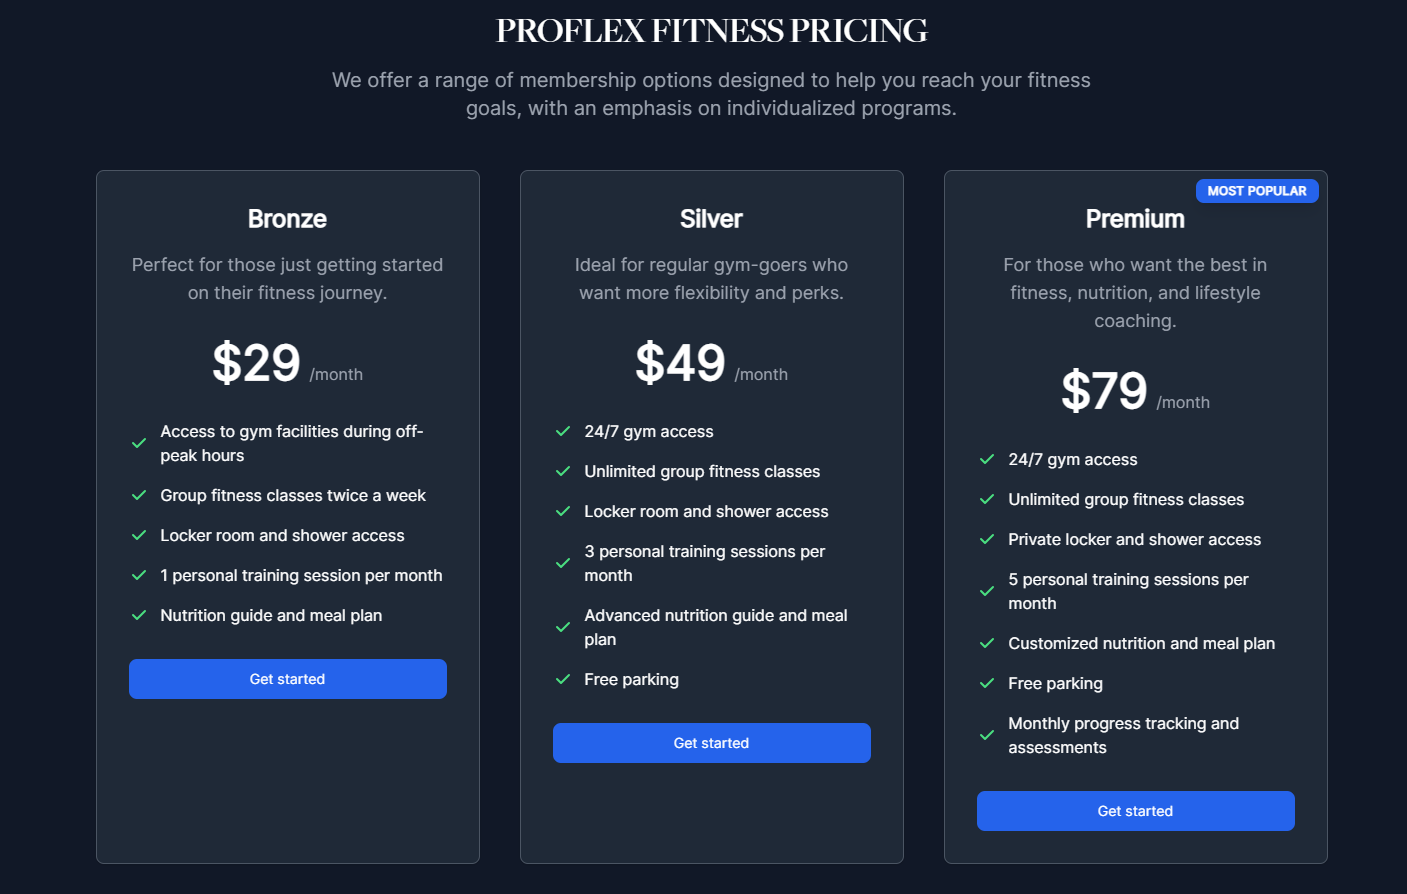 PROFLEX FITNESS PRICING
We offer a range of membership options designed to help you reach your fitness
goals, with an emphasis on individualized programs.
Bronze
Perfect for those just getting started
on their fitness journey.
$29 /month
Access to gym facilities during off-
peak hours
Group fitness classes twice a week
Locker room and shower access
1 personal training session per month
Nutrition guide and meal plan
Get started
Silver
Ideal for regular gym-goers who
want more flexibility and perks.
$49 /month
24/7 gym access
Unlimited group fitness classes
Locker room and shower access
3 personal training sessions per
month
Advanced nutrition guide and meal
plan
Free parking
Get started
MOST POPULAR
Premium
For those who want the best in
fitness, nutrition, and lifestyle
coaching.
$79 /month
24/7 gym access
Unlimited group fitness classes
Private locker and shower access
5 personal training sessions per
month
Customized nutrition and meal plan
Free parking
Monthly progress tracking and
assessments
Get started